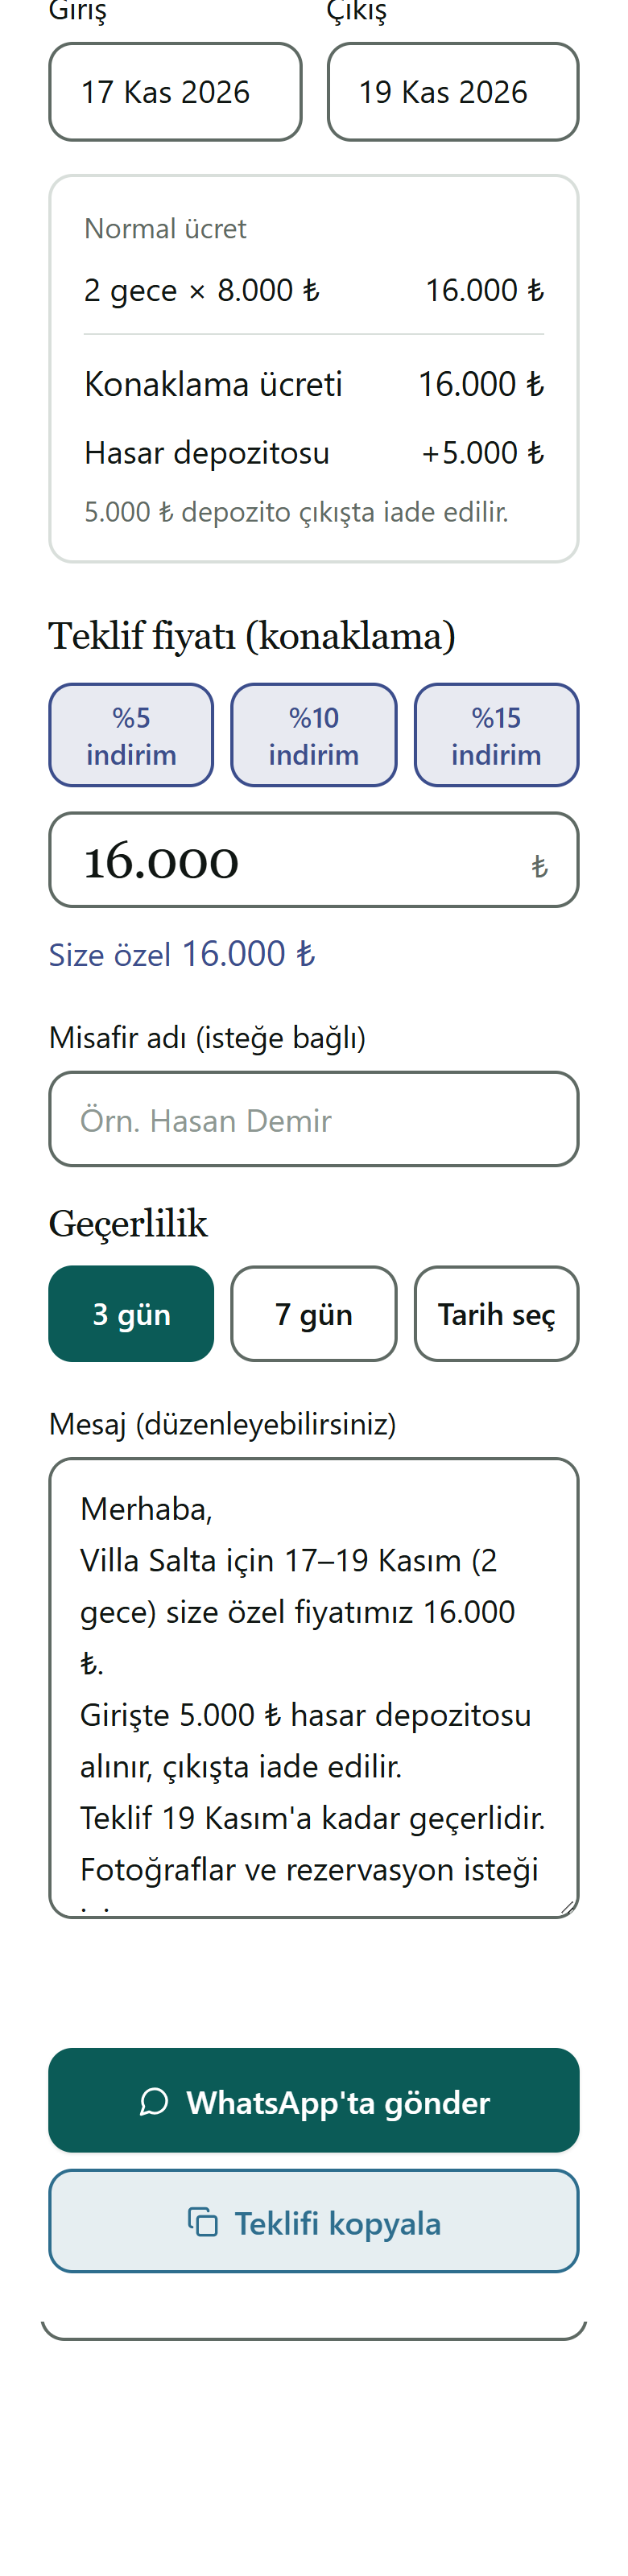 Giriş Çıkış
17 Kas 2026 19 Kas 2026
Normal ücret
2 gece × 8.000 ₺ 16.000 ₺
Konaklama ücreti 16.000 ₺
Hasar depozitosu +5.000 ₺
5.000 ₺ depozito çıkışta iade edilir.
Teklif fiyatı (konaklama)
%5 indirim
%10 indirim
%15 indirim
16.000 ₺
Size özel 16.000 ₺
Misafir adı (isteğe bağlı)
Örn. Hasan Demir
Geçerlilik
3 gün 7 gün Tarih seç
Mesaj (düzenleyebilirsiniz)
Merhaba,
Villa Salta için 17–19 Kasım (2
gece) size özel fiyatımız 16.000
₺.
Girişte 5.000 ₺ hasar depozitosu
alınır, çıkışta iade edilir.
Teklif 19 Kasım'a kadar geçerlidir.
Fotoğraflar ve rezervasyon isteği
WhatsApp'ta gönder
Teklifi kopyala